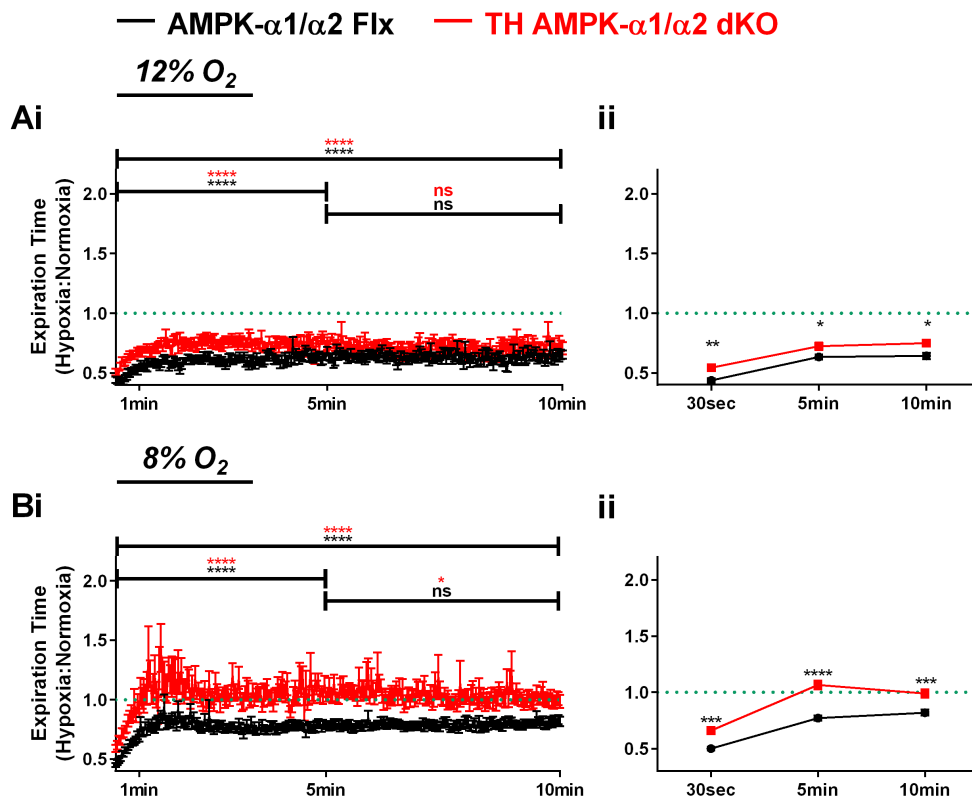 AMPK-α1/α2 Flx TH AMPK-α1/α2 dKO
12% O2
Ai
ii
****
****
****
****
ns
ns
Expiration Time
(Hypoxia:Normoxia)
2.0
1.5
1.0
0.5
1min 5min 10min
2.0
1.5
1.0
0.5
** * *
30sec 5min 10min
8% O2
Bi
ii
****
****
****
****
*
ns
Expiration Time
(Hypoxia:Normoxia)
2.0
1.5
1.0
0.5
1min 5min 10min
2.0
1.5
1.0
0.5
*** **** ***
30sec 5min 10min